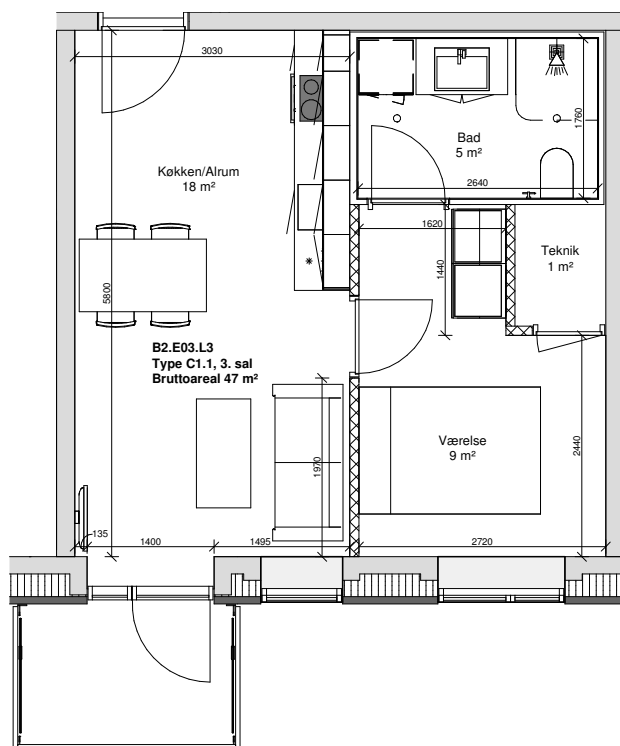 3030
Køkken/Alrum
18 m²
Bad
5 m²
1760
2640
1620
1440
Teknik
1 m²
5800
B2.E03.L3
Type C1.1, 3. sal
Bruttoareal 47 m²
1970
Værelse
9 m²
2440
135
1400
1495
2720